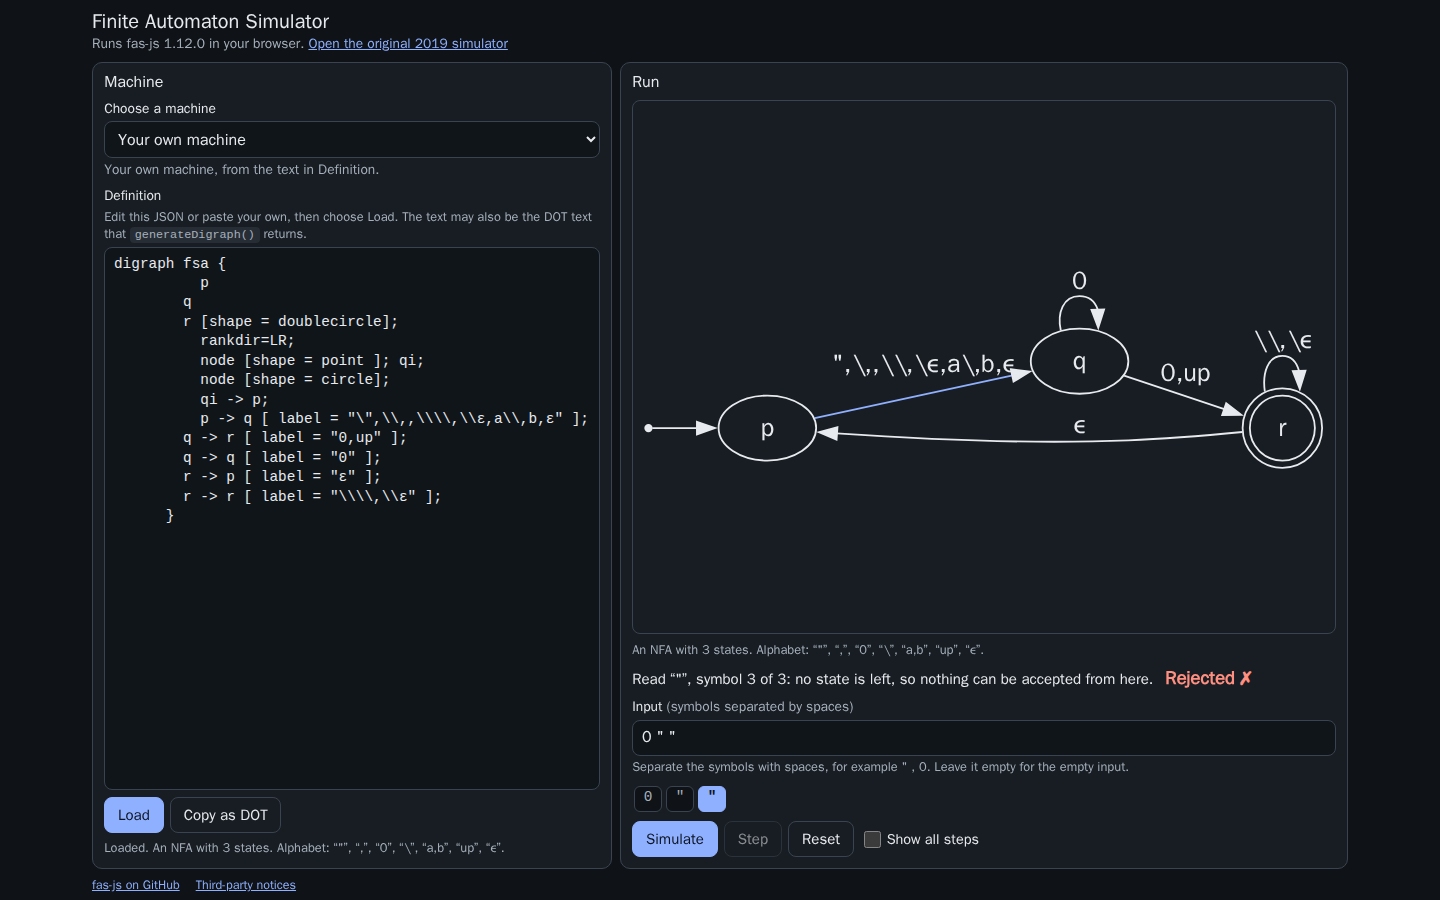 Finite Automaton Simulator
Runs fas-js 1.12.0 in your browser. Open the original 2019 simulator
Machine
Choose a machine
Your own machine
Your own machine, from the text in Definition.
Definition
Edit this JSON or paste your own, then choose Load. The text may also be the DOT text
that generateDigraph() returns.
digraph fsa {
p
q
r [shape = doublecircle];
rankdir=LR;
node [shape = point ]; qi;
node [shape = circle];
qi -> p;
p -> q [ label = "\",\\,,\\\\,\\ε,a\\,b,ε" ];
q -> r [ label = "0,up" ];
q -> q [ label = "0" ];
r -> p [ label = "ε" ];
r -> r [ label = "\\\\,\\ε" ];
}
Load
Copy as DOT
Loaded. An NFA with 3 states. Alphabet: “"”, “,”, “0”, “\”, “a,b”, “up”, “ϵ”.
Run
0
\\,\ϵ
",\,,\\,\ϵ,a\,b,ϵ
q
0,up
p
ϵ
r
An NFA with 3 states. Alphabet: “"”, “,”, “0”, “\”, “a,b”, “up”, “ϵ”.
Read “"”, symbol 3 of 3: no state is left, so nothing can be accepted from here. Rejected ✗
Input (symbols separated by spaces)
0 " "
Separate the symbols with spaces, for example " , 0. Leave it empty for the empty input.
0 " "
Simulate
Step
Reset
Show all steps
fas-js on GitHub
Third-party notices